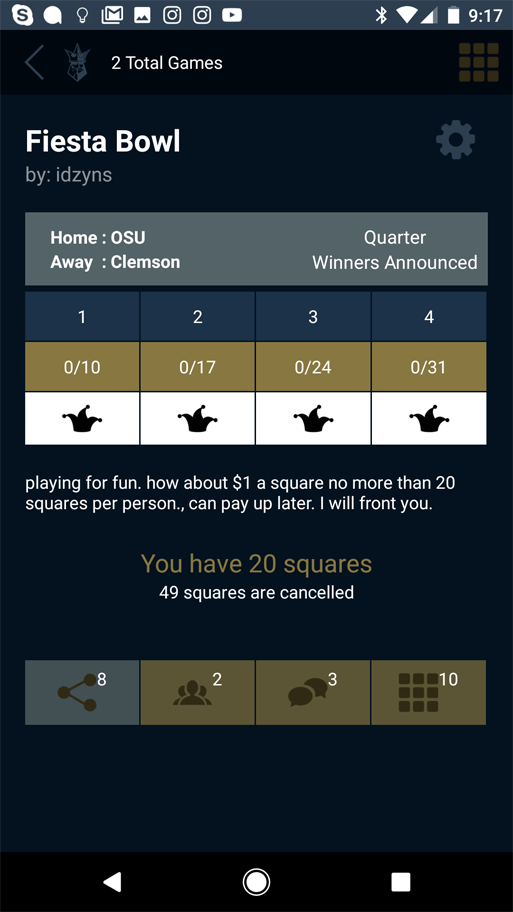 9:17
2 Total Games
Fiesta Bowl
by: idzyns
Home : OSU
Away : Clemson
Quarter
Winners Announced
1 2 3 4
0/10 0/17 0/24 0/31
playing for fun. how about $1 a square no more than 20
squares per person., can pay up later. I will front you.
You have 20 squares
49 squares are cancelled
8 2 3 10